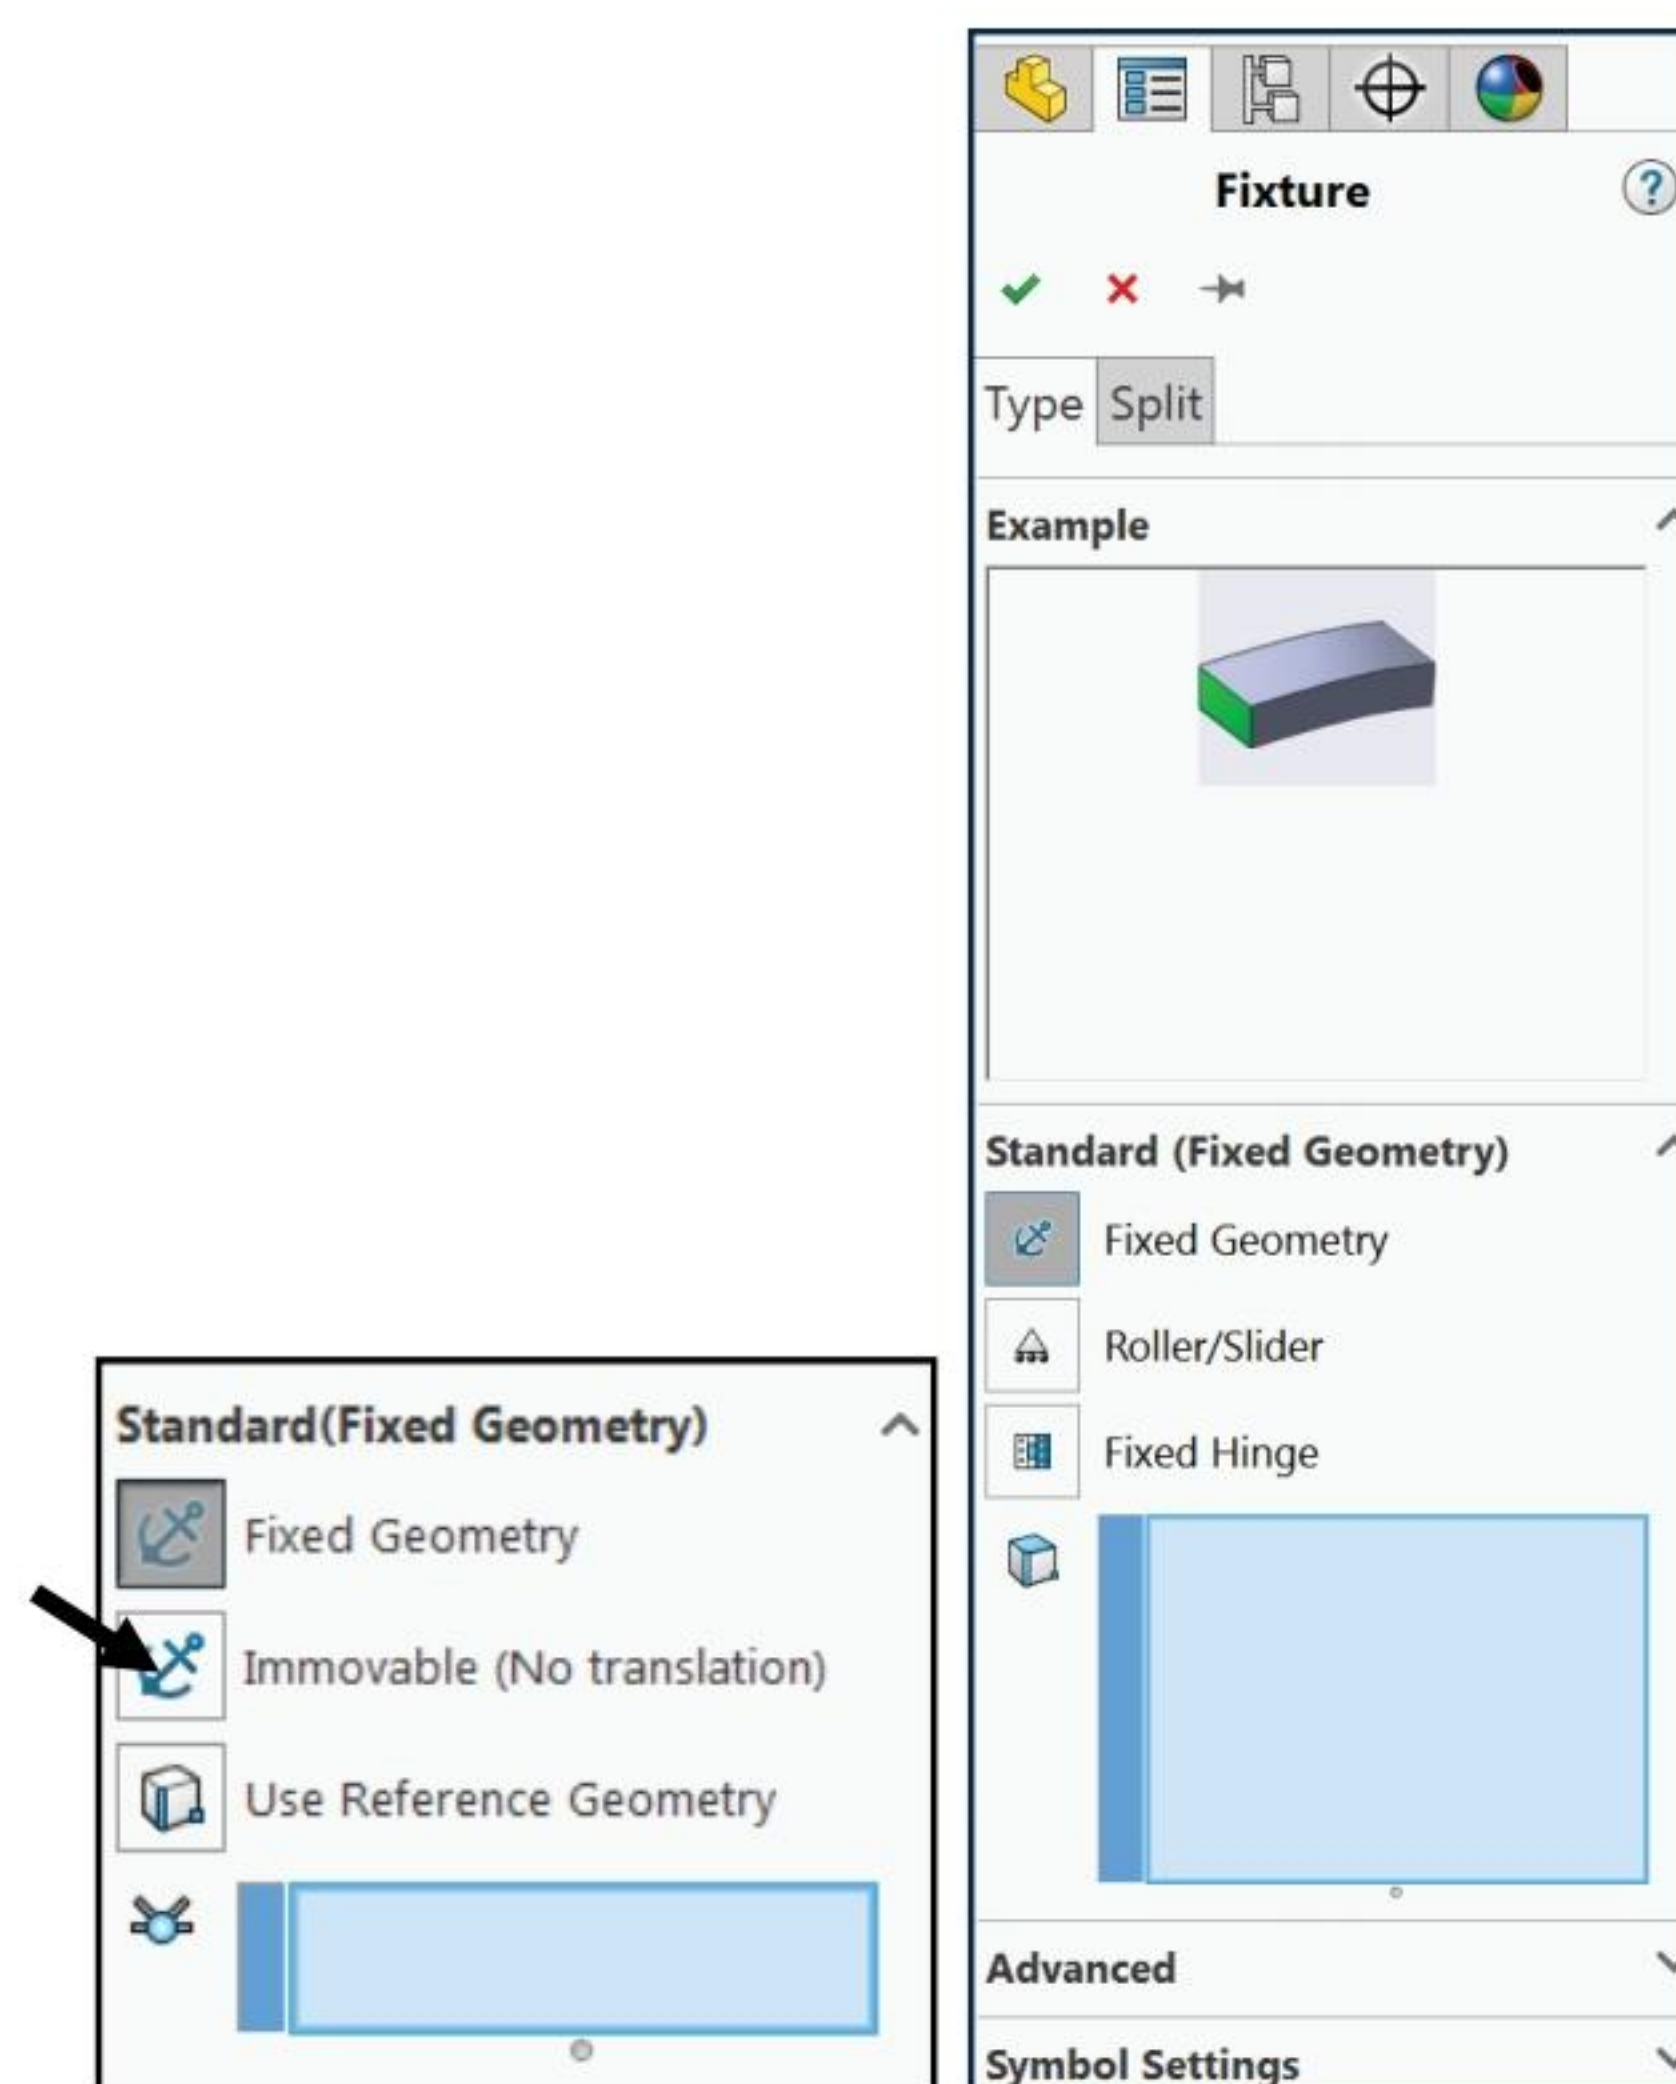 Fixture
?
Type Split
Example
Standard (Fixed Geometry)
Fixed Geometry
Roller/Slider
Fixed Hinge
Advanced
Symbol Settings
Standard(Fixed Geometry)
Fixed Geometry
Immovable (No translation)
Use Reference Geometry